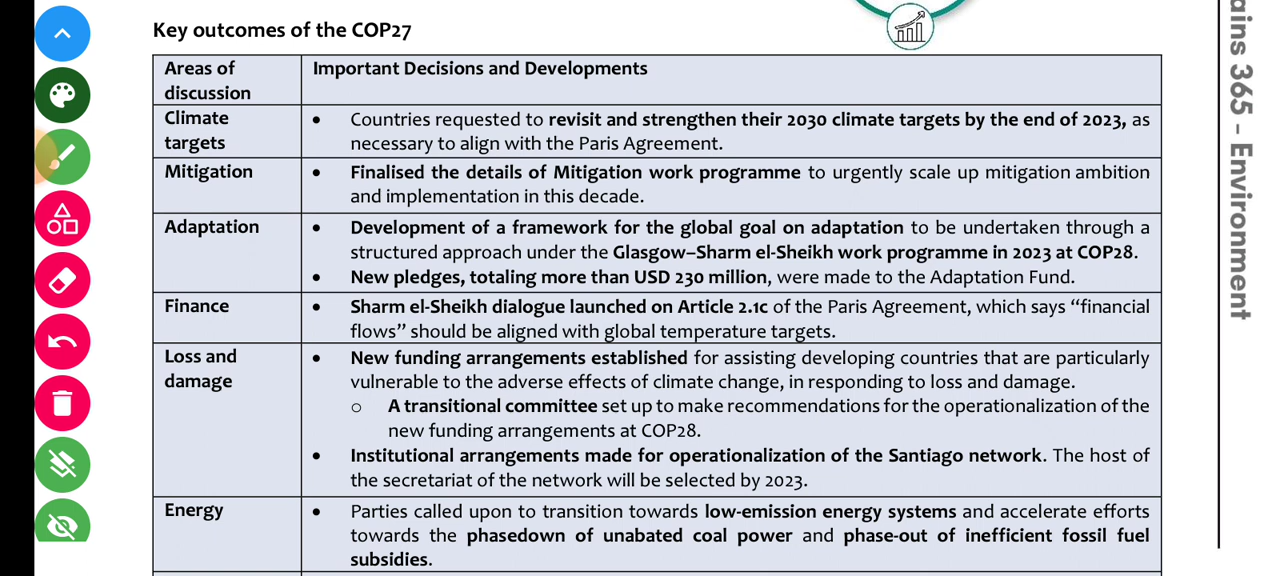 Key outcomes of the COP27
Areas of discussion
Important Decisions and Developments
Climate targets
• Countries requested to revisit and strengthen their 2030 climate targets by the end of 2023, as
necessary to align with the Paris Agreement.
Mitigation
• Finalised the details of Mitigation work programme to urgently scale up mitigation ambition
and implementation in this decade.
Adaptation
• Development of a framework for the global goal on adaptation to be undertaken through a
structured approach under the Glasgow–Sharm el-Sheikh work programme in 2023 at COP28.
• New pledges, totaling more than USD 230 million, were made to the Adaptation Fund.
Finance
• Sharm el-Sheikh dialogue launched on Article 2.1c of the Paris Agreement, which says “financial
flows” should be aligned with global temperature targets.
Loss and damage
• New funding arrangements established for assisting developing countries that are particularly
vulnerable to the adverse effects of climate change, in responding to loss and damage.
o A transitional committee set up to make recommendations for the operationalization of the
new funding arrangements at COP28.
• Institutional arrangements made for operationalization of the Santiago network. The host of
the secretariat of the network will be selected by 2023.
Energy
• Parties called upon to transition towards low-emission energy systems and accelerate efforts
towards the phasedown of unabated coal power and phase-out of inefficient fossil fuel
subsidies.
ains 365 – Environment